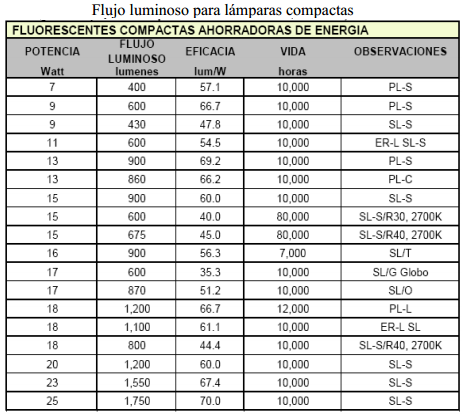 Flujo luminoso para lámparas compactas
FLUORESCENTES COMPACTAS AHORRADORAS DE ENERGIA
POTENCIA Watt FLUJO LUMINOSO lumenes EFICACIA lum/W VIDA horas OBSERVACIONES
7 400 57.1 10,000 PL-S
9 600 66.7 10,000 PL-S
9 430 47.8 10,000 SL-S
11 600 54.5 10,000 ER-L SL-S
13 900 69.2 10,000 PL-S
13 860 66.2 10,000 PL-C
15 900 60.0 10,000 SL-S
15 600 40.0 80,000 SL-S/R30, 2700K
15 675 45.0 80,000 SL-S/R40, 2700K
16 900 56.3 7,000 SL/T
17 600 35.3 10,000 SL/G Globo
17 870 51.2 10,000 SL/O
18 1,200 66.7 12,000 PL-L
18 1,100 61.1 10,000 ER-L SL
18 800 44.4 10,000 SL-S/R40, 2700K
20 1,200 60.0 10,000 SL-S
23 1,550 67.4 10,000 SL-S
25 1,750 70.0 10,000 SL-S